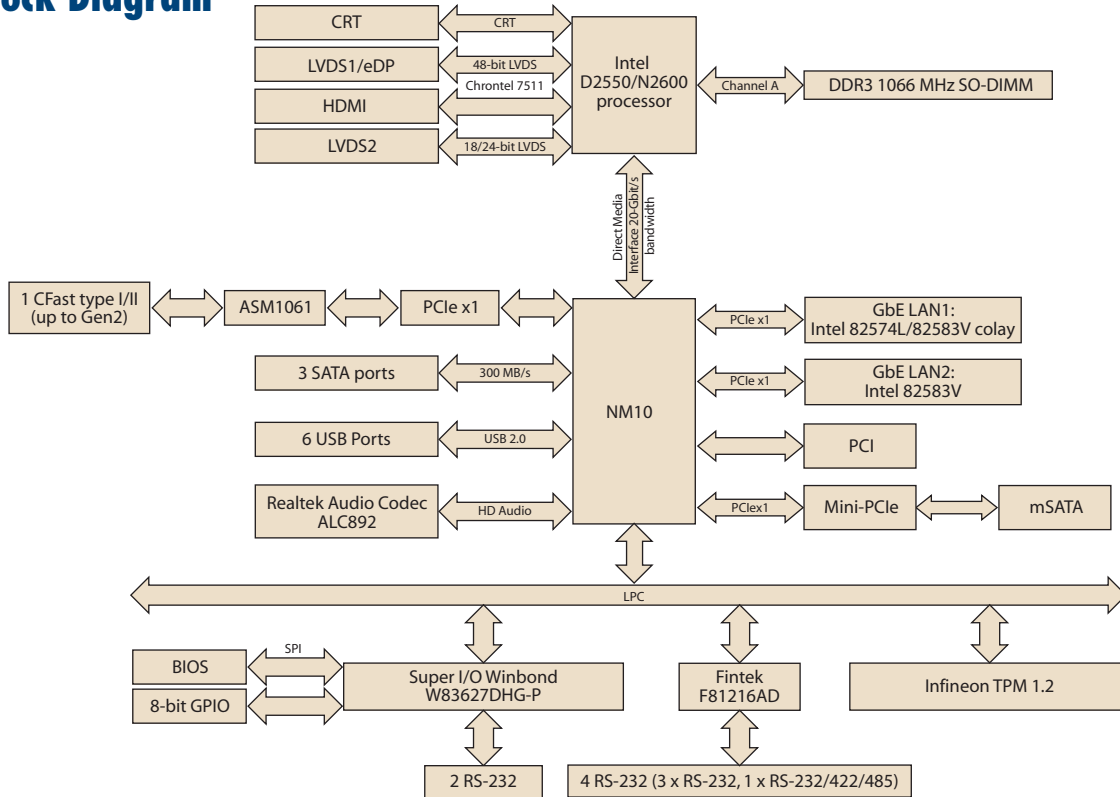 Diagram
CRT
CRT
Intel
D2550/N2600
processor
LVDS1/eDP
48-bit LVDS
Chrontel 7511
HDMI
LVDS2
18/24-bit LVDS
Channel A
DDR3 1066 MHz SO-DIMM
Direct Media
Interface 20-Gbit/s
bandwidth
1 CFast type I/II
(up to Gen2)
ASM1061
PCIe x1
3 SATA ports
300 MB/s
6 USB Ports
USB 2.0
Realtek Audio Codec
ALC892
HD Audio
NM10
PCIe x1
GbE LAN1:
Intel 82574L/82583V colay
PCIe x1
GbE LAN2:
Intel 82583V
PCI
PCIex1
Mini-PCIe
mSATA
LPC
BIOS
SPI
8-bit GPIO
Super I/O Winbond
W83627DHG-P
Fintek
F81216AD
Infineon TPM 1.2
2 RS-232
4 RS-232 (3 x RS-232, 1 x RS-232/422/485)